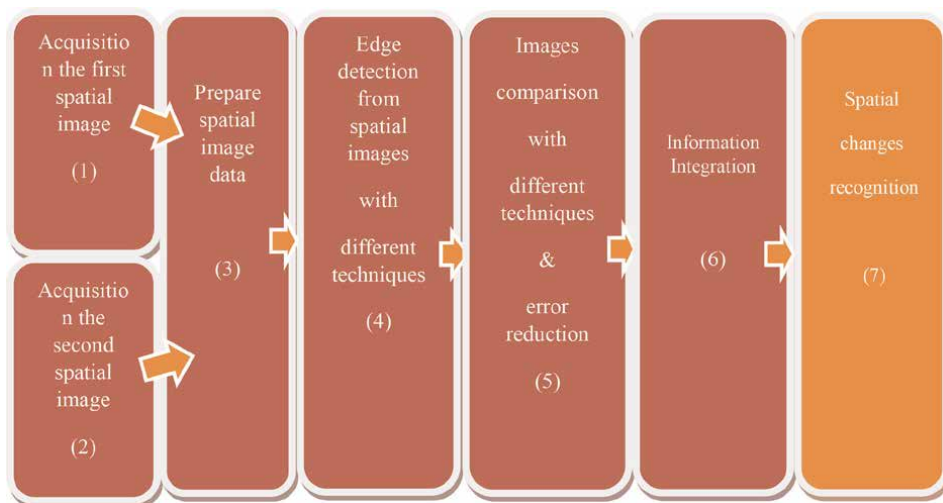 Acquisitio
n the first
spatial
image
(1)
Acquisitio
n the
second
spatial
image
(2)
Prepare
spatial
image
data
(3)
Edge
detection
from
spatial
images
with
different
techniques
(4)
Images
comparison
with
different
techniques
&
error
reduction
(5)
Information
Integration
(6)
Spatial
changes
recognition
(7)